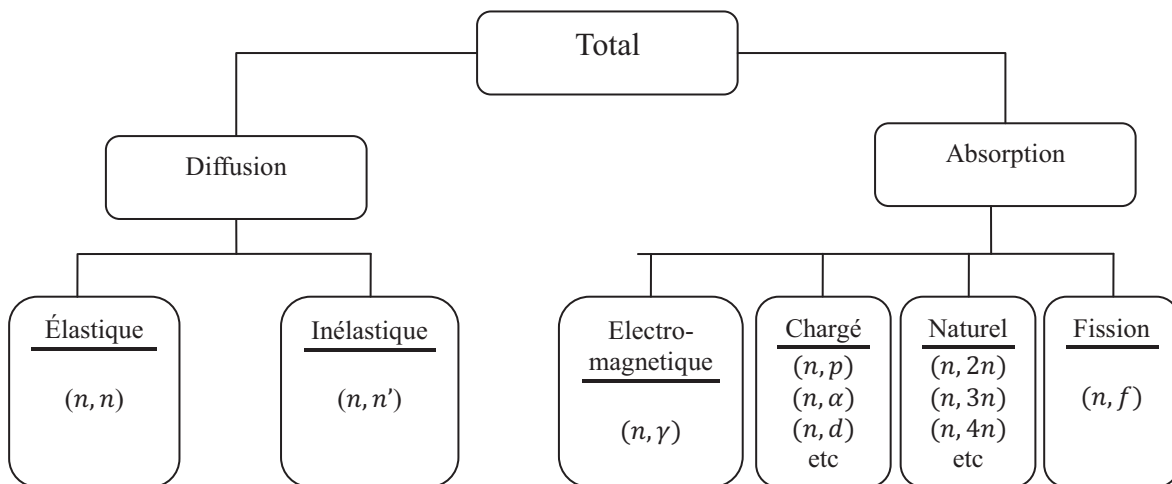 Total
Diffusion
Absorption
Élastique
(n, n)
Inélastique
(n, n’)
Electro-
magnetique
(n, γ)
Chargé
(n, p)
(n, α)
(n, d)
etc
Naturel
(n, 2n)
(n, 3n)
(n, 4n)
etc
Fission
(n, f)